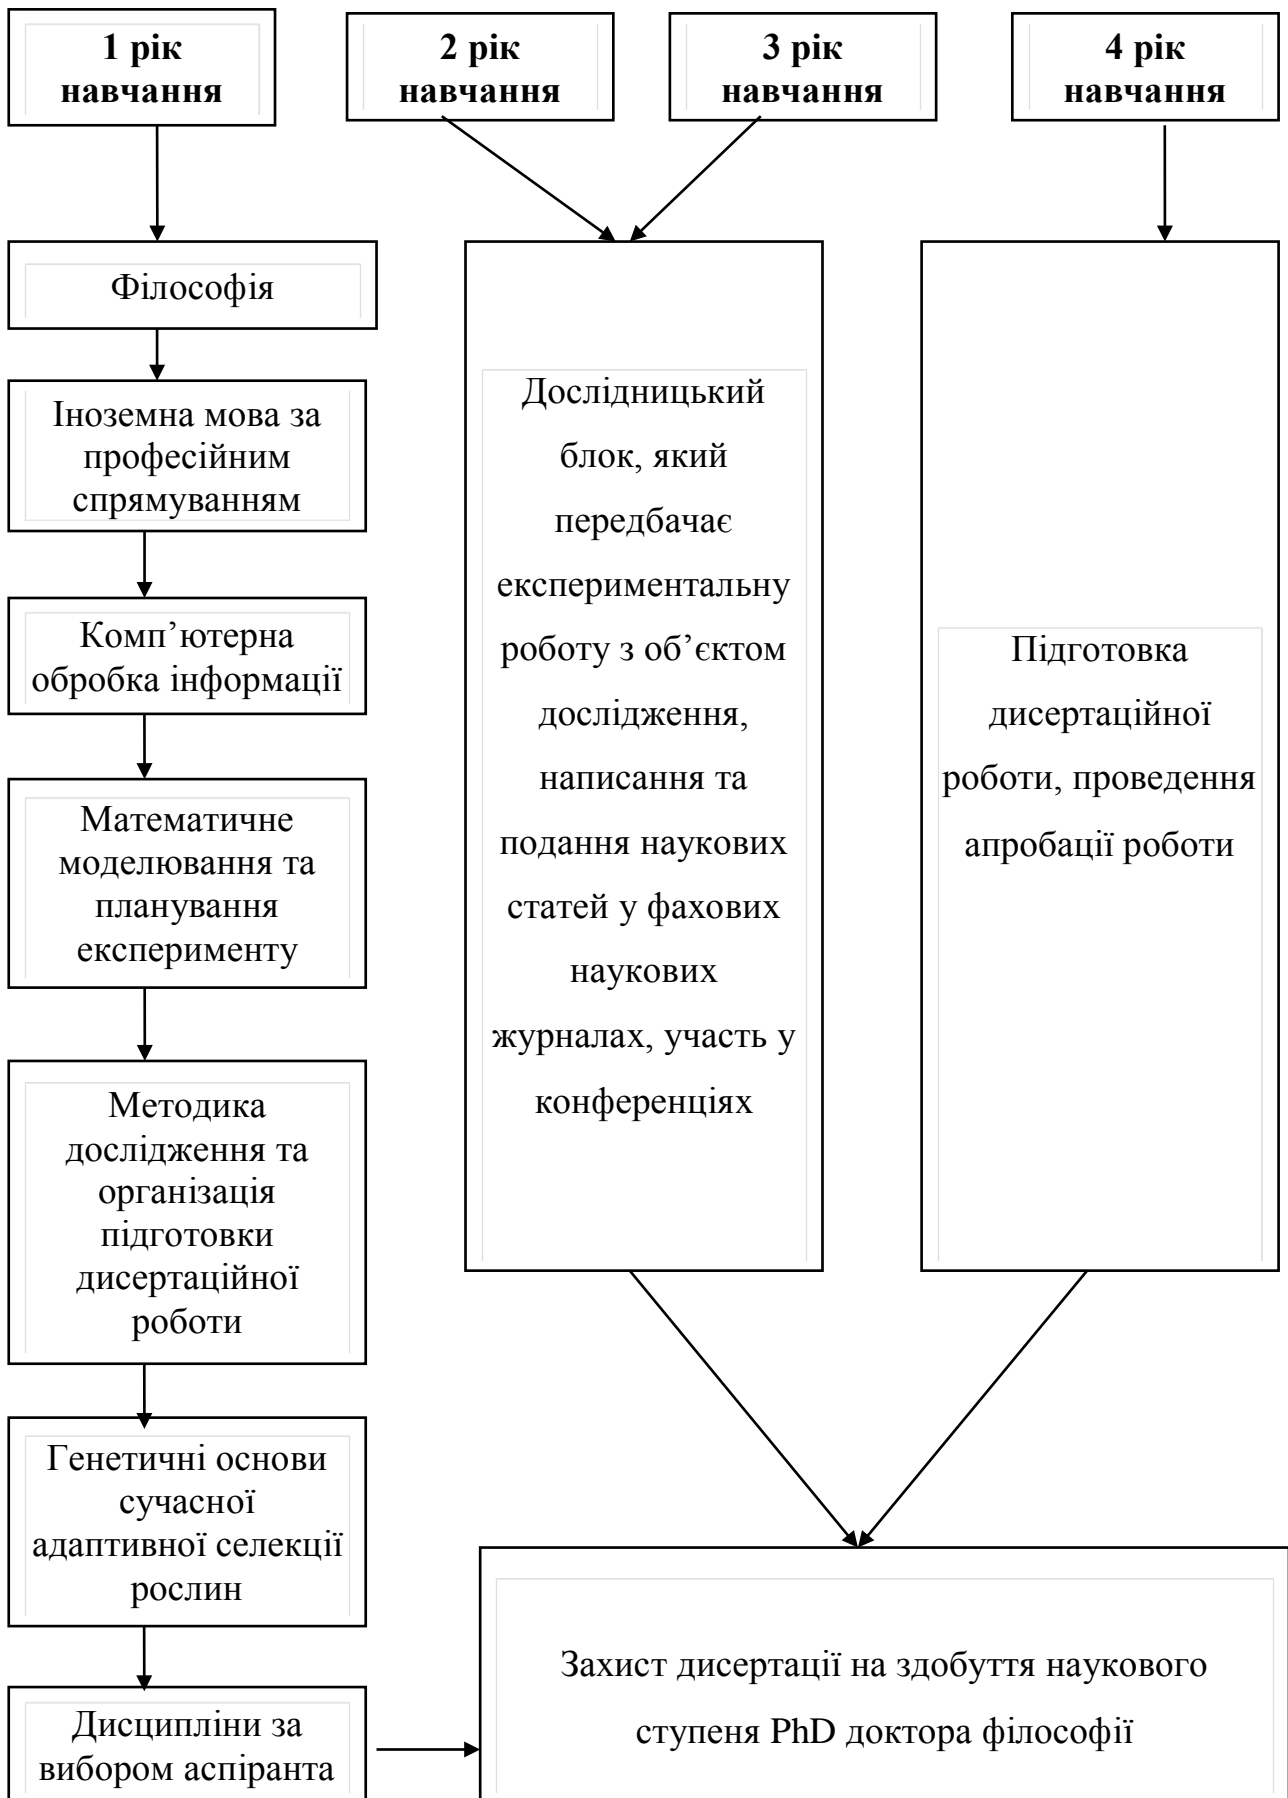 1 рік
навчання
2 рік
навчання
3 рік
навчання
4 рік
навчання
Філософія
Іноземна мова за
професійним
спрямуванням
Комп’ютерна
обробка інформації
Математичне
моделювання та
планування
експерименту
Методика
дослідження та
організація
підготовки
дисертаційної
роботи
Генетичні основи
сучасної
адаптивної селекції
рослин
Дисципліни за
вибором аспіранта
Дослідницький
блок, який
передбачає
експериментальну
роботу з об’єктом
дослідження,
написання та
подання наукових
статей у фахових
наукових
журналах, участь у
конференціях
Підготовка
дисертаційної
роботи, проведення
апробації роботи
Захист дисертації на здобуття наукового
ступеня PhD доктора філософії